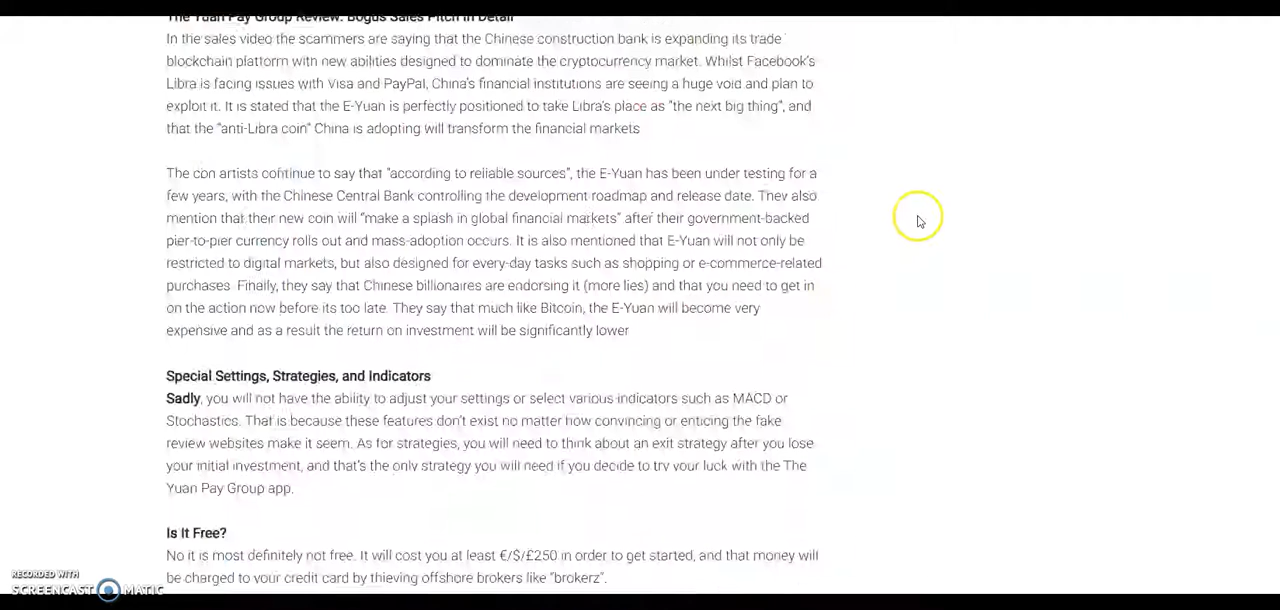 The Yuan Pay Group Review: Bogus Sales Pitch in Detail
In the sales video the scammers are saying that the Chinese construction bank is expanding its trade
blockchain platform with new abilities designed to dominate the cryptocurrency market. Whilst Facebook's
Libra is facing issues with Visa and PayPal, China's financial institutions are seeing a huge void and plan to
exploit it. It is stated that the E-Yuan is perfectly positioned to take Libra's place as "the next big thing", and
that the "anti-Libra coin" China is adopting will transform the financial markets
The con artists continue to say that "according to reliable sources", the E-Yuan has been under testing for a
few years, with the Chinese Central Bank controlling the development roadmap and release date. They also
mention that their new coin will "make a splash in global financial markets" after their government-backed
pier-to-pier currency rolls out and mass-adoption occurs. It is also mentioned that E-Yuan will not only be
restricted to digital markets, but also designed for every-day tasks such as shopping or e-commerce-related
purchases. Finally, they say that Chinese billionaires are endorsing it (more lies) and that you need to get in
on the action now before its too late. They say that much like Bitcoin, the E-Yuan will become very
expensive and as a result the return on investment will be significantly lower
Special Settings, Strategies, and Indicators
Sadly, you will not have the ability to adjust your settings or select various indicators such as MACD or
Stochastics. That is because these features don't exist no matter how convincing or enticing the fake
review websites make it seem. As for strategies, you will need to think about an exit strategy after you lose
your initial investment, and that's the only strategy you will need if you decide to try your luck with the The
Yuan Pay Group app.
Is It Free?
No it is most definitely not free. It will cost you at least €/$/£250 in order to get started, and that money will
be charged to your credit card by thieving offshore brokers like "brokerz".
RECORDED WITH
SCREENCAST MATIC